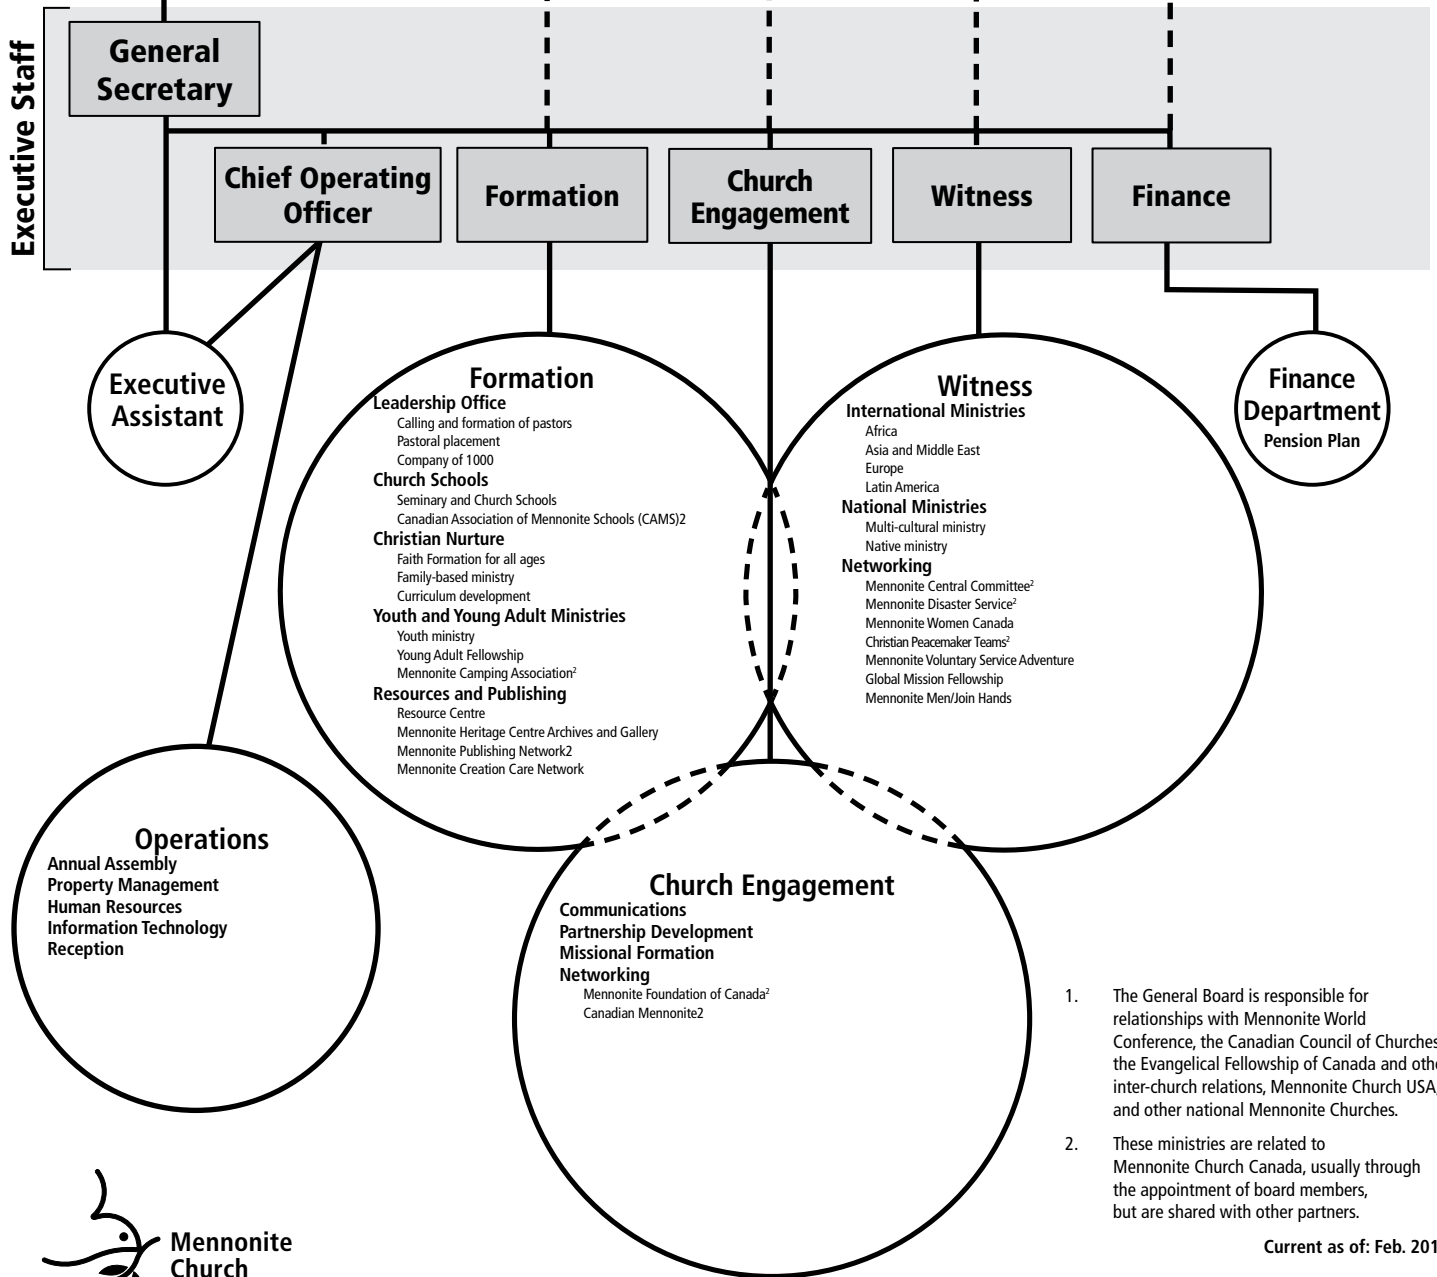 Executive Staff
General
Secretary
Chief Operating
Officer
Formation
Church
Engagement
Witness
Finance
Executive
Assistant
Formation
Leadership Office
Calling and formation of pastors
Pastoral placement
Company of 1000
Church Schools
Seminary and Church Schools
Canadian Association of Mennonite Schools (CAMS)2
Christian Nurture
Faith Formation for all ages
Family-based ministry
Curriculum development
Youth and Young Adult Ministries
Youth ministry
Young Adult Fellowship
Mennonite Camping Association²
Resources and Publishing
Resource Centre
Mennonite Heritage Centre Archives and Gallery
Mennonite Publishing Network2
Mennonite Creation Care Network
Witness
International Ministries
Africa
Asia and Middle East
Europe
Latin America
National Ministries
Multi-cultural ministry
Native ministry
Networking
Mennonite Central Committee²
Mennonite Disaster Service²
Mennonite Women Canada
Christian Peacemaker Teams²
Mennonite Voluntary Service Adventure
Global Mission Fellowship
Mennonite Men/Join Hands
Finance
Department
Pension Plan
Operations
Annual Assembly
Property Management
Human Resources
Information Technology
Reception
Church Engagement
Communications
Partnership Development
Missional Formation
Networking
Mennonite Foundation of Canada²
Canadian Mennonite2
1. The General Board is responsible for
relationships with Mennonite World
Conference, the Canadian Council of Churches
the Evangelical Fellowship of Canada and othe
inter-church relations, Mennonite Church USA,
and other national Mennonite Churches.
2. These ministries are related to
Mennonite Church Canada, usually through
the appointment of board members,
but are shared with other partners.
Current as of: Feb. 201
Mennonite
Church